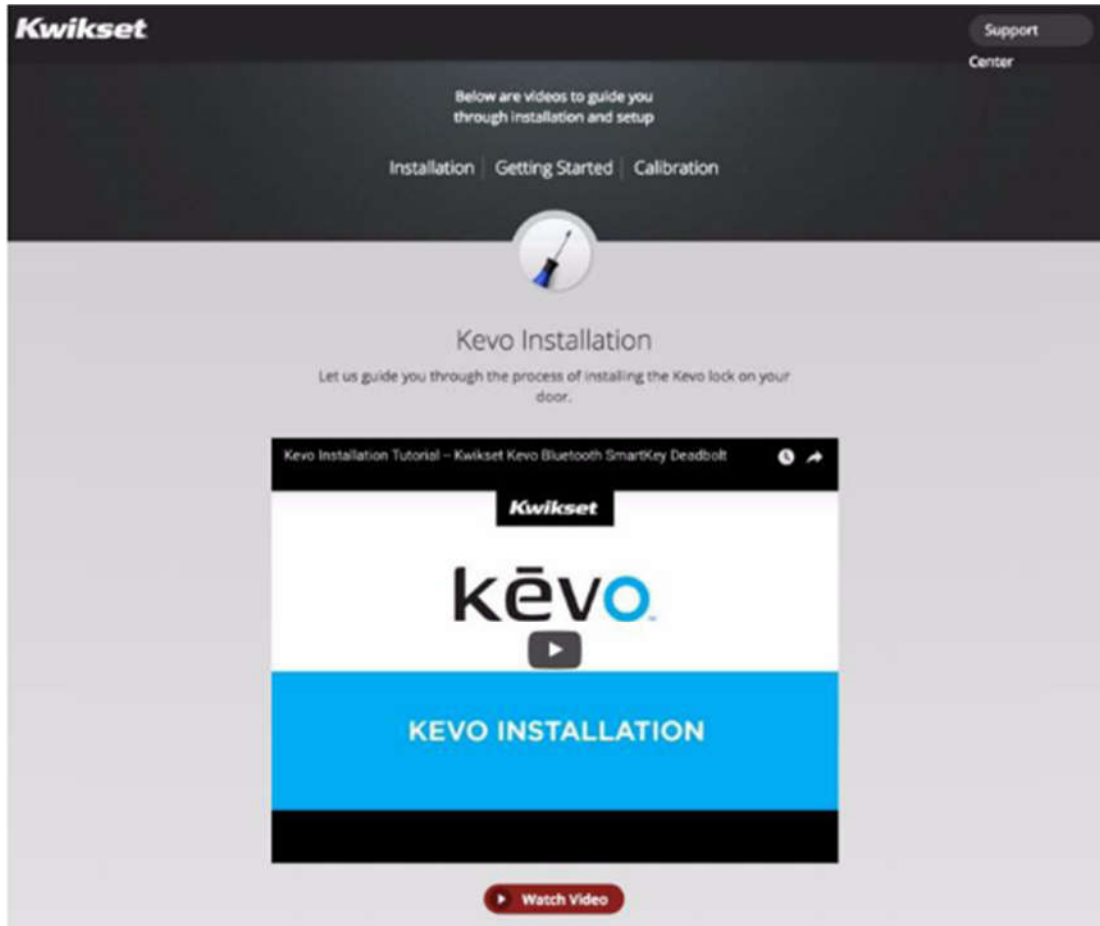 Kwikset
Support
Center
Below are videos to guide you
through installation and setup
Installation | Getting Started | Calibration
Kevo Installation
Let us guide you through the process of installing the Kevo lock on your
door.
Kevo Installation Tutorial – Kwikset Kevo Bluetooth SmartKey Deadbolt
Kwikset
kēvo™
KEVO INSTALLATION
Watch Video